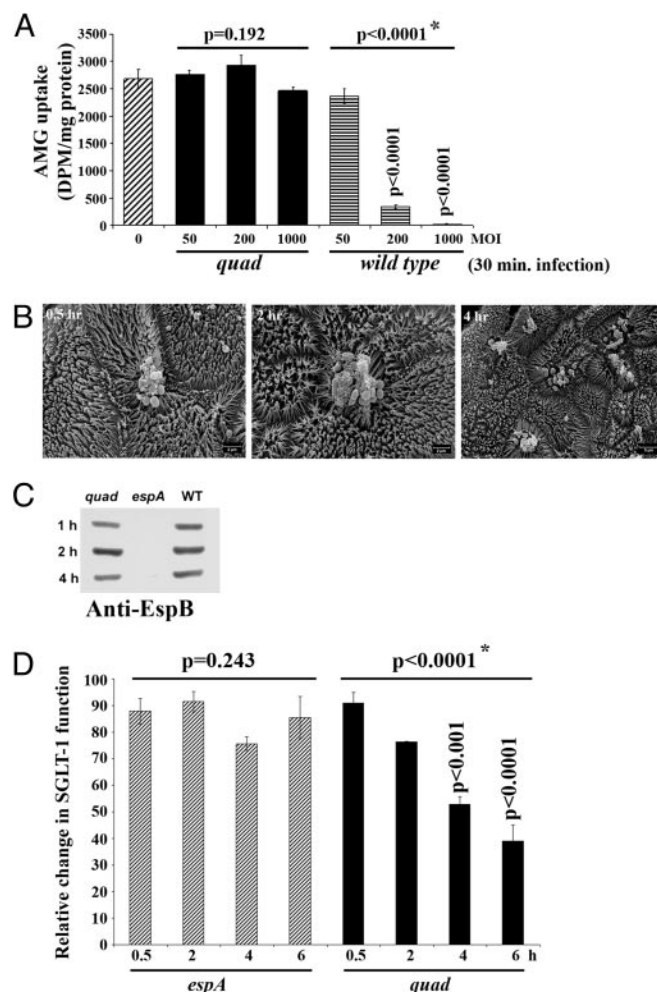 A
p=0.192
p<0.0001 *
AMG uptake
(DPM/mg protein)
3500
3000
2500
2000
1500
1000
500
0
p<0.0001
p<0.0001
0 50 200 1000 50 200 1000 MOI
quad wild type (30 min. infection)
B
0.5 hr
2 hr
4 hr
C
quad espA WT
1 h
2 h
4 h
Anti-EspB
D
p=0.243
p<0.0001 *
Relative change in SGLT-1 function
100
90
80
70
60
50
40
30
20
10
0
p<0.001
p<0.0001
0.5 2 4 6 0.5 2 4 6 h
espA quad